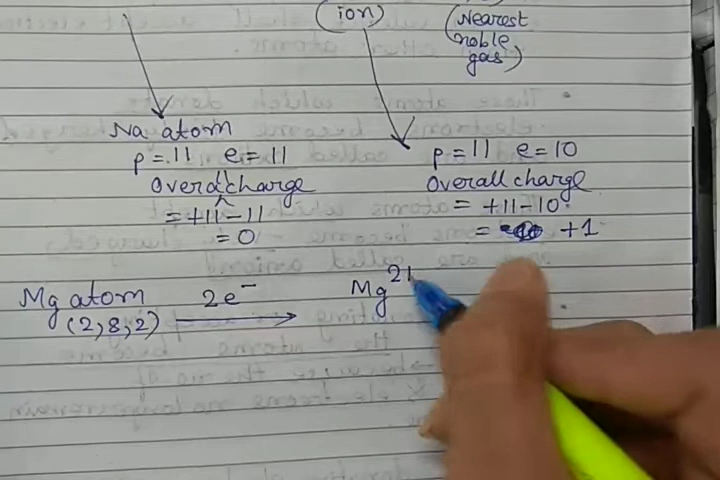 (ion)
(Nearest
noble
gas)
Na atom
p = 11 e = 11
charge
= +11 - 11
= 0
p = 11 e = 10
Overall charge
= +11 - 10
= +1
Mg atom
(2,8,2)
2e⁻
Mg²